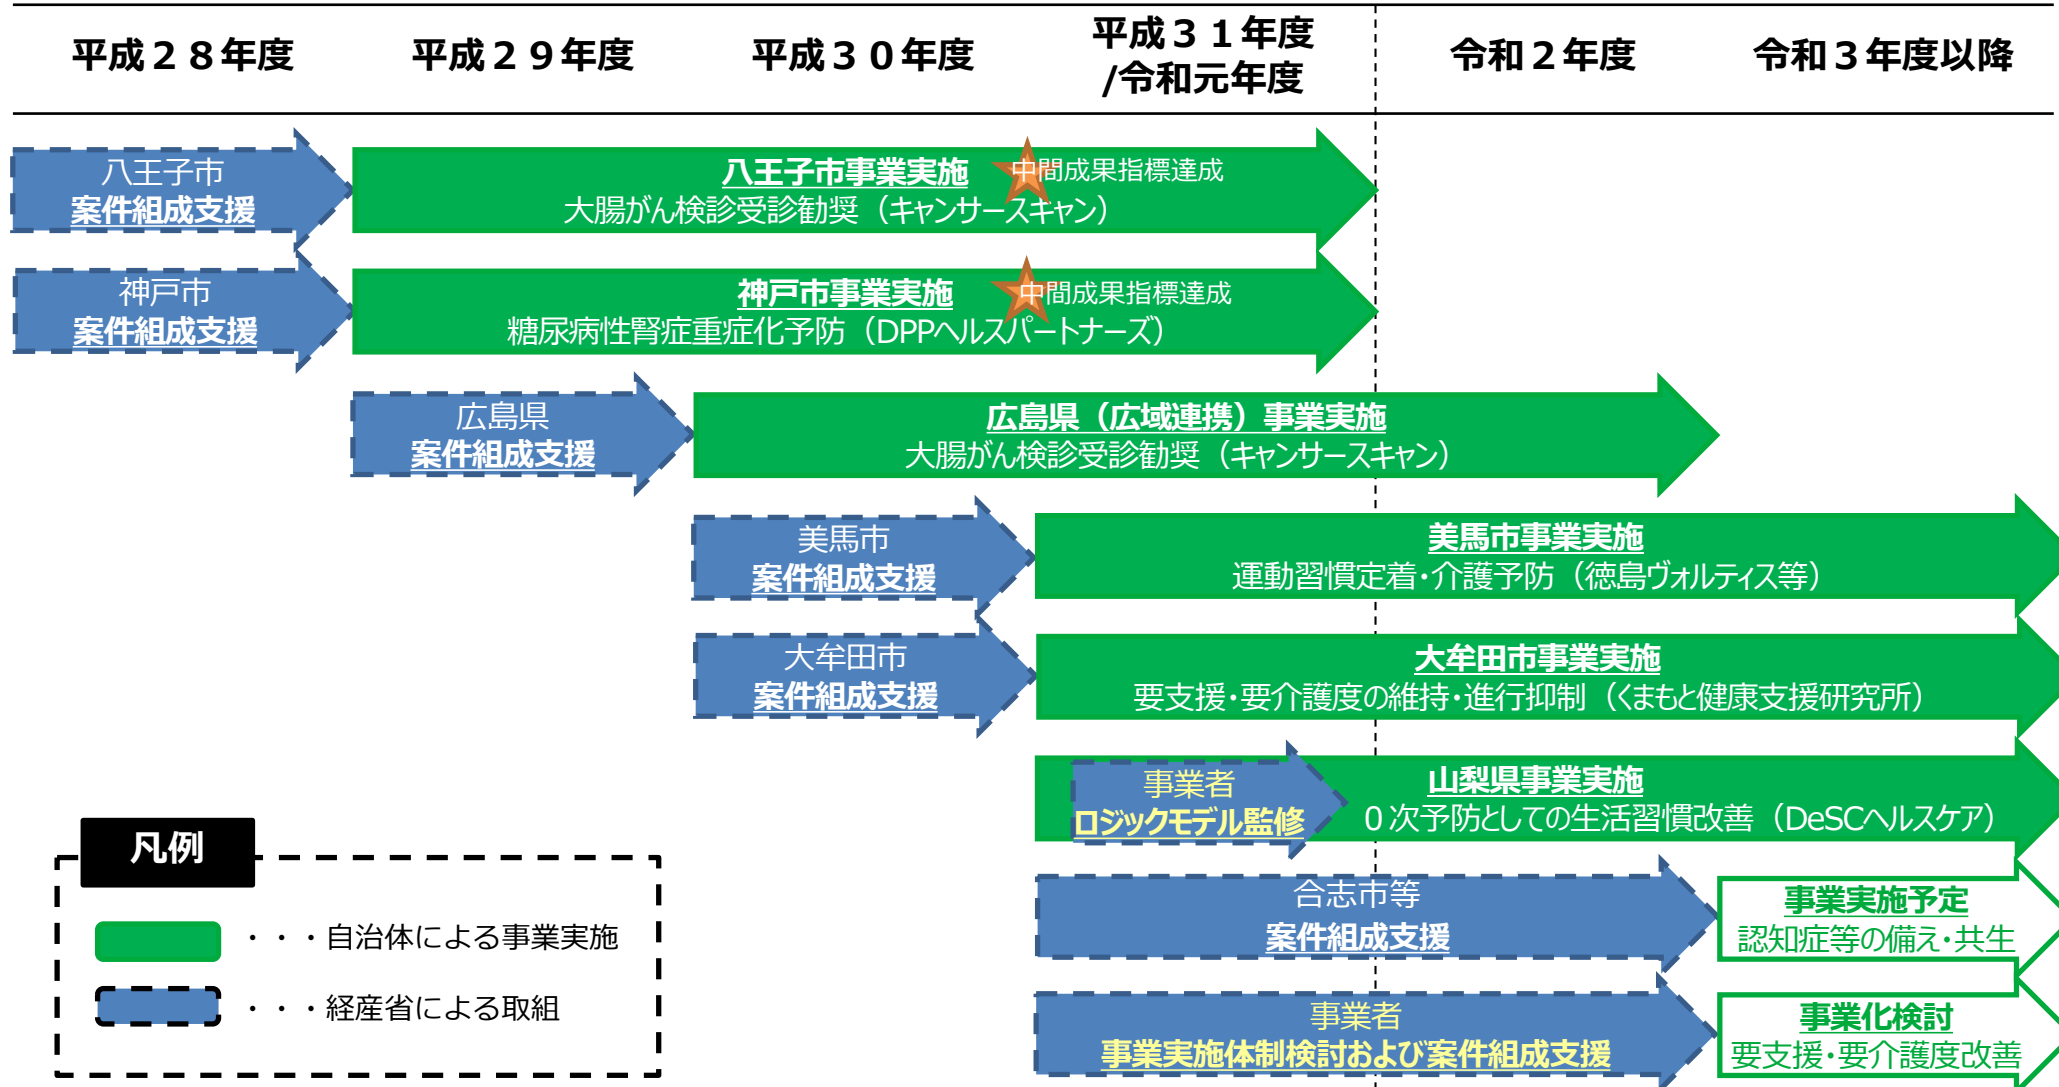 平成２８年度
平成２９年度
平成３０年度
平成３１年度
/令和元年度
令和２年度
令和３年度以降
八王子市
案件組成支援
八王子市事業実施
中間成果指標達成
大腸がん検診受診勧奨（キャンサースキャン）
神戸市
案件組成支援
神戸市事業実施
中間成果指標達成
糖尿病性腎症重症化予防（DPPヘルスパートナーズ）
広島県
案件組成支援
広島県（広域連携）事業実施
大腸がん検診受診勧奨（キャンサースキャン）
美馬市
案件組成支援
美馬市事業実施
運動習慣定着・介護予防（徳島ヴォルティス等）
大牟田市
案件組成支援
大牟田市事業実施
要支援・要介護度の維持・進行抑制（くまもと健康支援研究所）
事業者
ロジックモデル監修
山梨県事業実施
０次予防としての生活習慣改善（DeSCヘルスケア）
合志市等
案件組成支援
事業実施予定
認知症等の備え・共生
事業者
事業実施体制検討および案件組成支援
事業化検討
要支援・要介護度改善
凡例
・・・自治体による事業実施
・・・経産省による取組